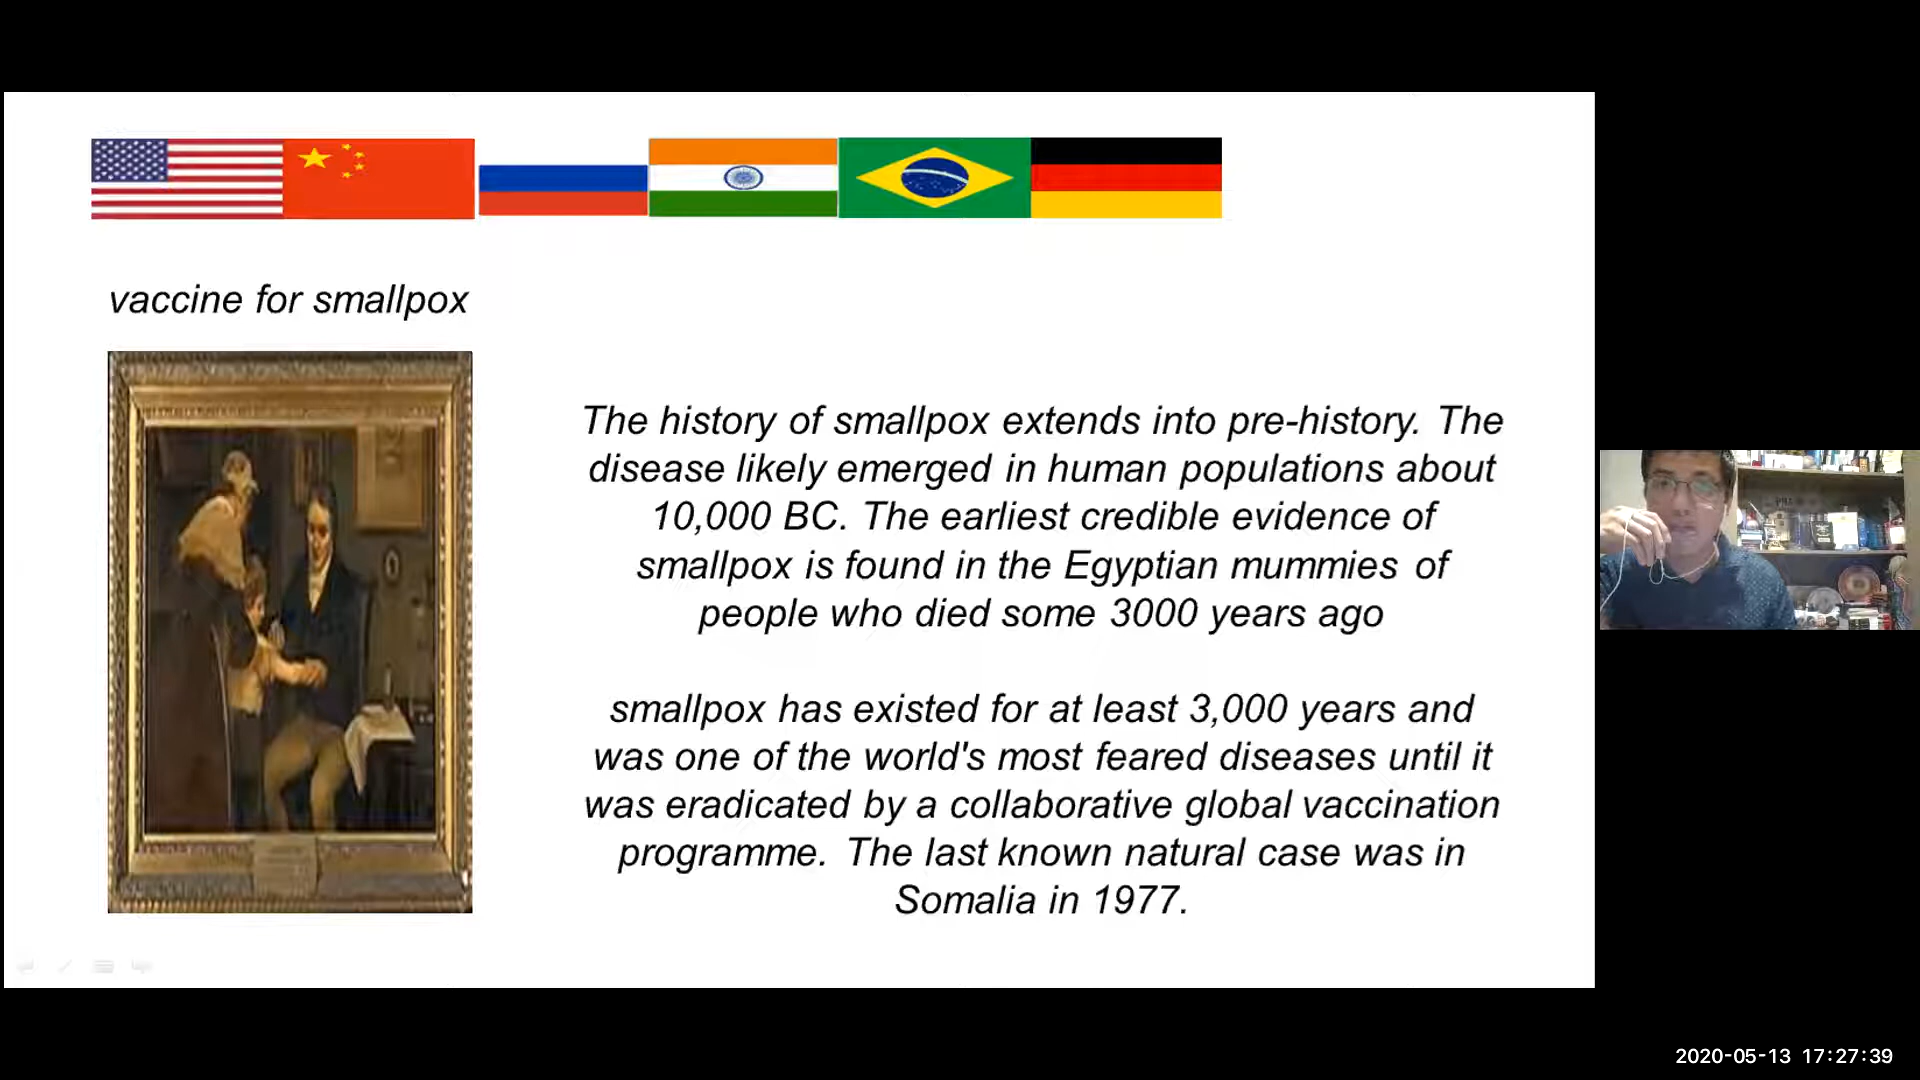 vaccine for smallpox
The history of smallpox extends into pre-history. The
disease likely emerged in human populations about
10,000 BC. The earliest credible evidence of
smallpox is found in the Egyptian mummies of
people who died some 3000 years ago
smallpox has existed for at least 3,000 years and
was one of the world's most feared diseases until it
was eradicated by a collaborative global vaccination
programme. The last known natural case was in
Somalia in 1977.
2020-05-13 17:27:39